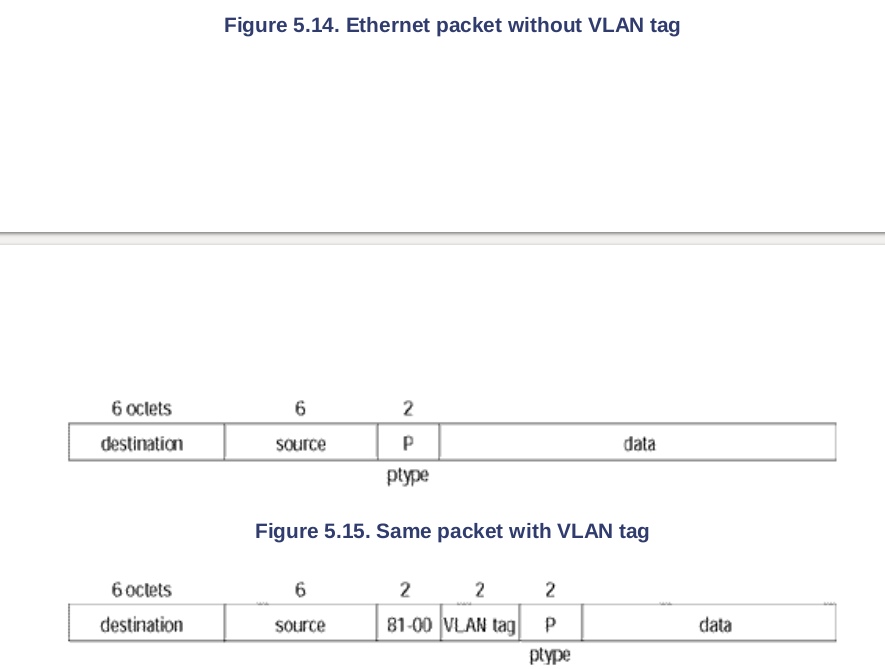 Figure 5.14. Ethernet packet without VLAN tag
6 octets 6 2
destination source P data
ptype
Figure 5.15. Same packet with VLAN tag
6 octets 6 2 2 2
destination source 81-00 VLAN tag P data
ptype